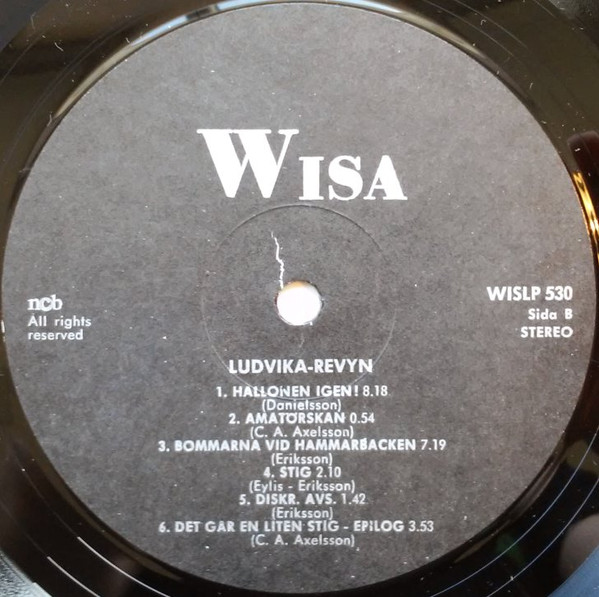 WISA
ncb
All rights
reserved
WISLP 530
Sida B
STEREO
LUDVIKA-REVYN
1. HALLONEN IGEN! 8.18
(Danielsson)
2. AMATÖRSKAN 0.54
(C. A. Axelsson)
3. BOMMARNA VID HAMMARBACKEN 7.19
(Eriksson)
4. STIG 2.10
(Eylis - Eriksson)
5. DISKR. AVS. 1.42
(Eriksson)
6. DET GÅR EN LITEN STIG - EPILOG 3.53
(C. A. Axelsson)